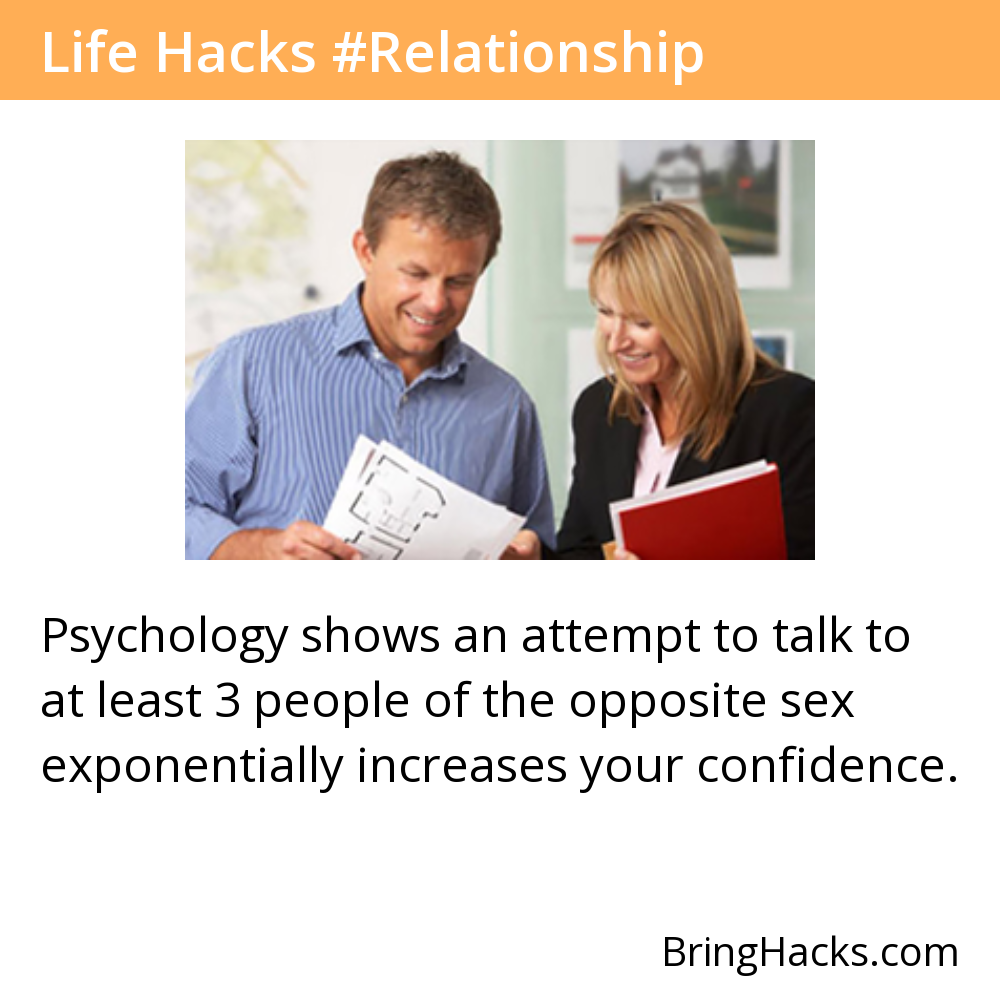 Life Hacks #Relationship
Psychology shows an attempt to talk to
at least 3 people of the opposite sex
exponentially increases your confidence.
BringHacks.com